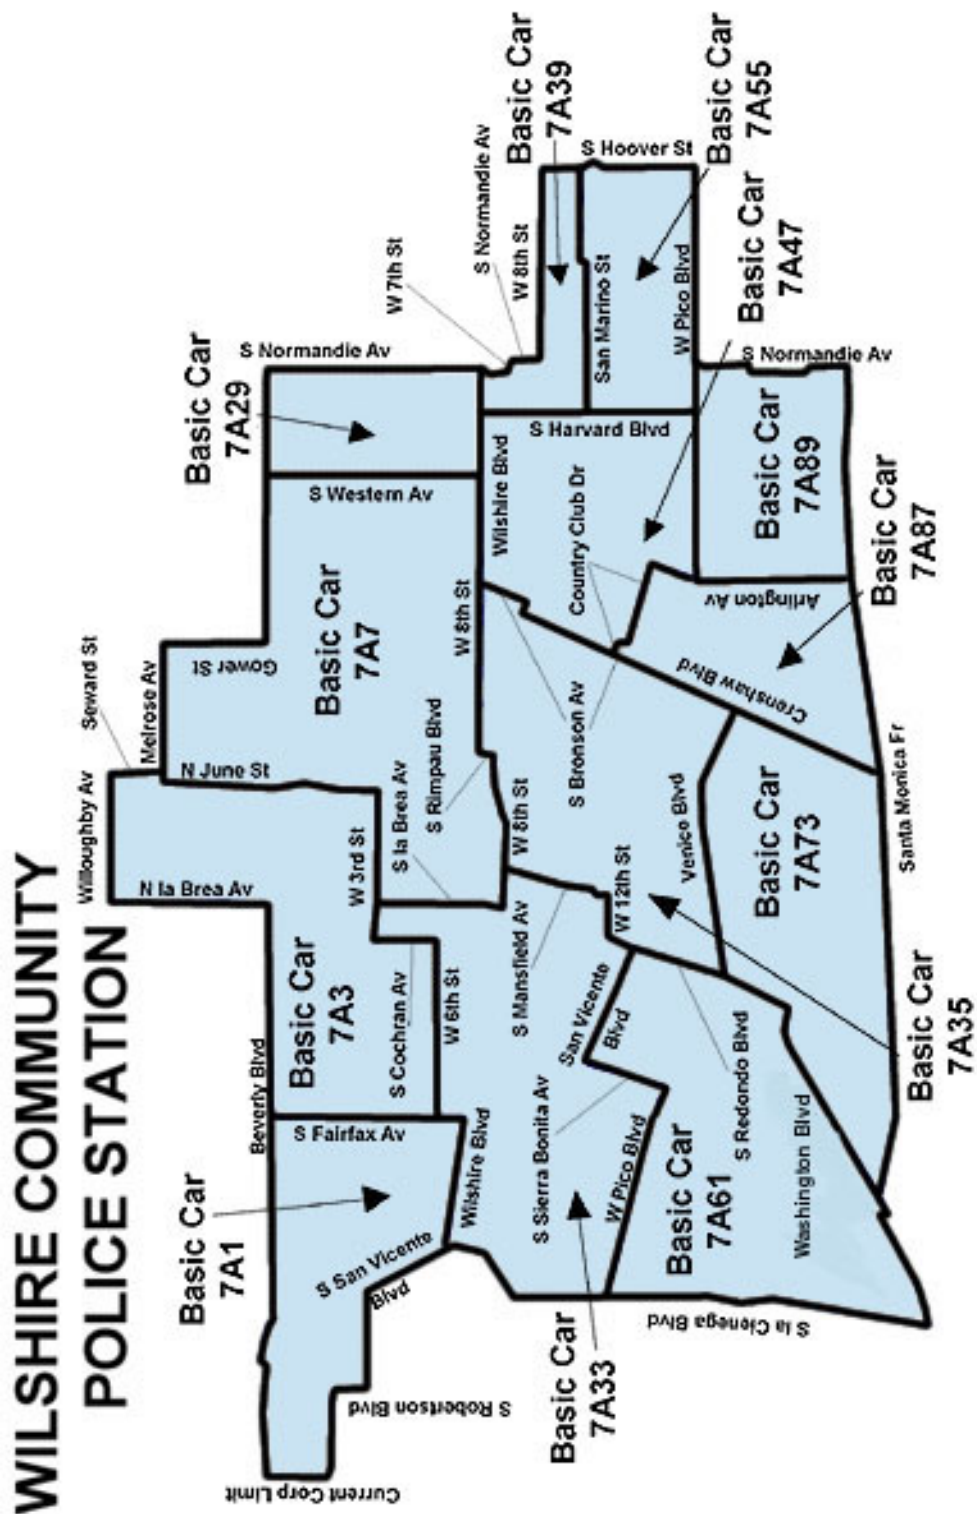 WILSHIRE COMMUNITY
POLICE STATION
Current Corp Limit
S Robertson Blvd
Basic Car
7A1
S San Vicente
Blvd
S Fairfax Av
Beverly Blvd
Basic Car
7A3
N la Brea Av
Willoughby Av
Seward St
Melrose Av
N June St
Gower St
Basic Car
7A7
W 3rd St
S la Brea Av
S Rimpau Blvd
W 8th St
S Cochran Av
W 6th St
S Western Av
Basic Car
7A29
S Normandie Av
W 7th St
S Normandie Av
W 8th St
Basic Car
7A39
S Hoover St
Basic Car
7A55
San Marino St
W Pico Blvd
Basic Car
7A47
S Harvard Blvd
Wilshire Blvd
Country Club Dr
S Normandie Av
Basic Car
7A89
Arlington Av
Basic Car
7A87
Crenshaw Blvd
S Bronson Av
W 8th St
S Mansfield Av
W 12th St
Venice Blvd
Basic Car
7A73
Santa Monica Fr
Basic Car
7A35
San Vicente
Blvd
S Redondo Blvd
S Sierra Bonita Av
Wilshire Blvd
W Pico Blvd
Basic Car
7A61
Washington Blvd
S la Cienega Blvd
Basic Car
7A33